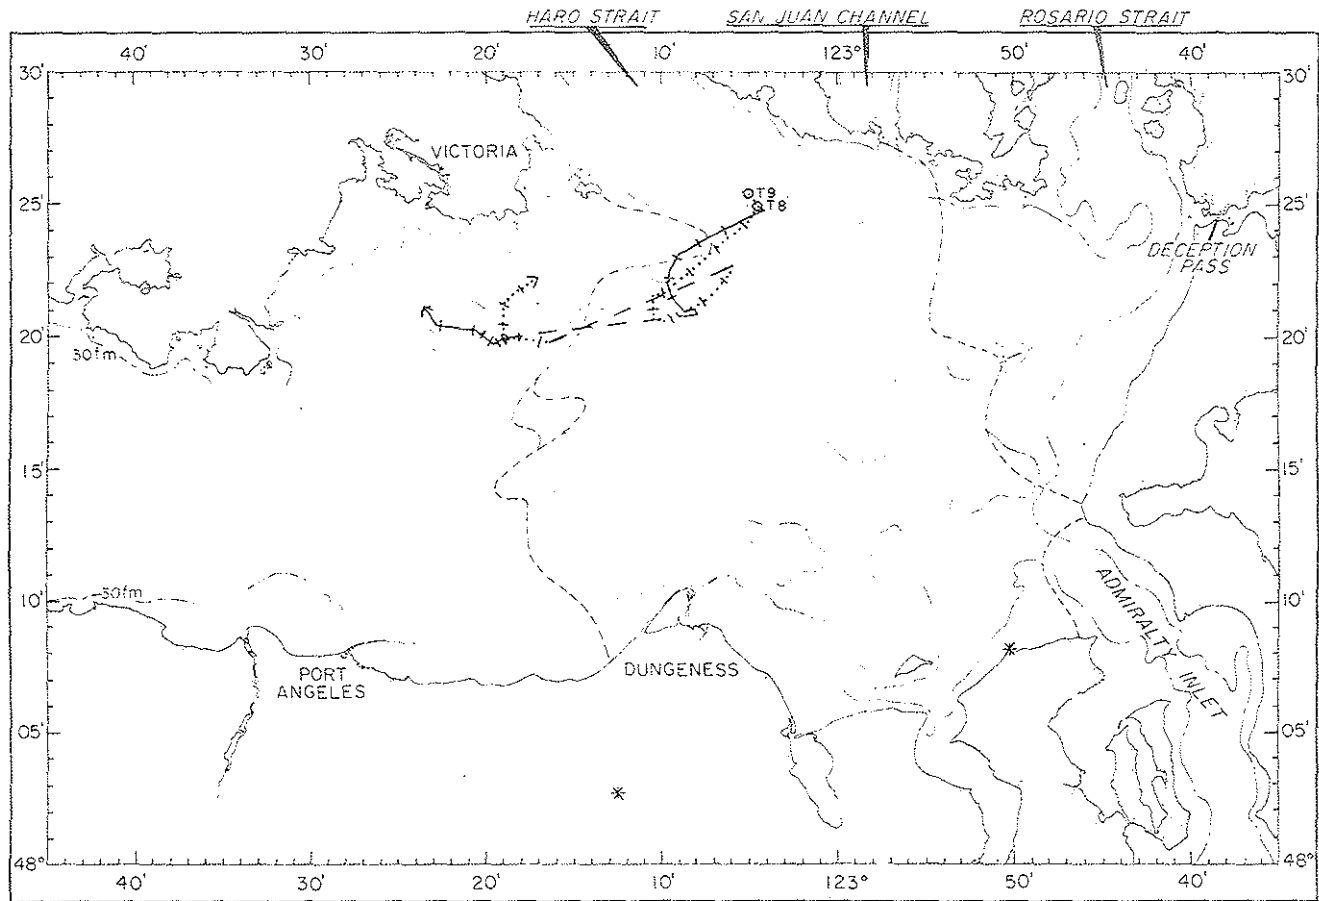 HARO STRAIT SAN JUAN CHANNEL ROSARIO STRAIT
40' 30' 20' 10' 123° 50' 40'
30' 30'
VICTORIA
T9
T8
25' 25'
DECEPTION
PASS
20' 20'
30fm
15' 15'
10' 10'
30fm
ADMIRALTY INLET
PORT
ANGELES
DUNGENESS
05' 05'
48° 48°
40' 30' 20' 10' 123° 50' 40'